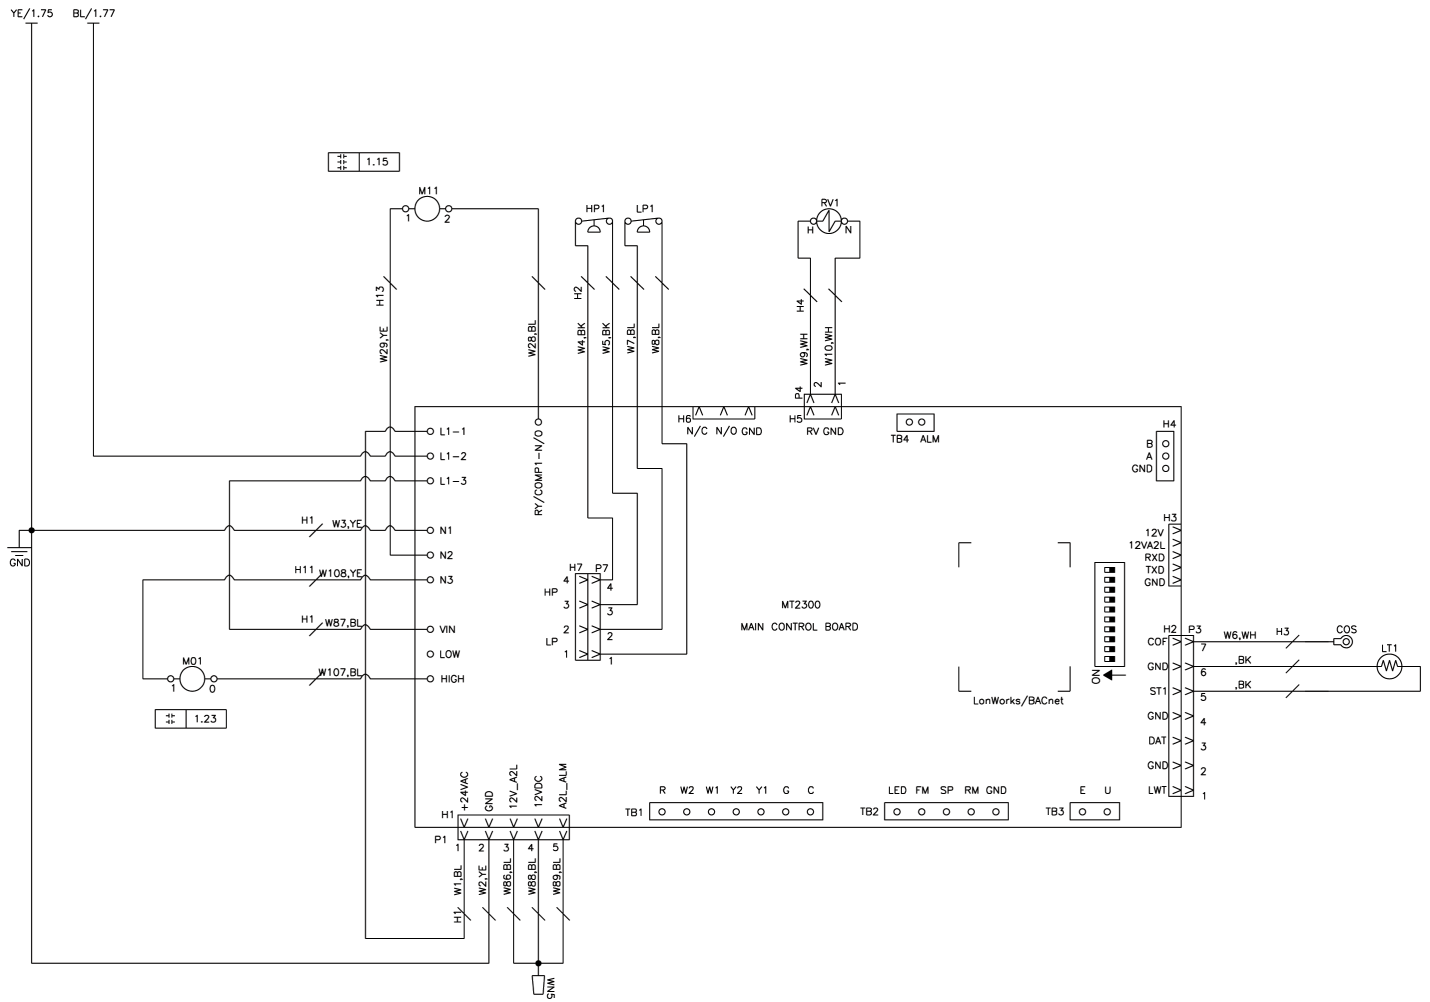 YE/1.75 BL/1.77
1.15
M11
1 2
HP1 LP1
RV1
H N
H13
H2
H4
W29,YE
W28,BL
W4,BK
W5,BK
W7,BL
W8,BL
W9,WH
W10,WH
P4 2 1
H6
N/C N/O GND
H5
RV GND
TB4 ALM
H4
B
A
GND
L1-1
L1-2
L1-3
RY/COMP1-N/O
H1 W3,YE N1
N2
GND
H11 W108,YE N3
H1 W87,BL VIN
LOW
W107,BL HIGH
M01
1 0
1.23
H7 P7
HP
LP
4 4
3 3
2 2
1 1
MT2300
MAIN CONTROL BOARD
H3
12V
12VA2L
RXD
TXD
GND
ON
LonWorks/BACnet
H2 P3
COF 7 W6,WH H3 COS
GND 6 ,BK LT1
ST1 5 ,BK
GND 4
DAT 3
GND 2
LWT 1
+24VAC
GND
12V_A2L
12VDC
A2L_ALM
H1
P1
1 2 3 4 5
R W2 W1 Y2 Y1 G C
TB1
LED FM SP RM GND
TB2
E U
TB3
W1,BL
W2,YE
W86,BL
W88,BL
W89,BL
H1
WN5